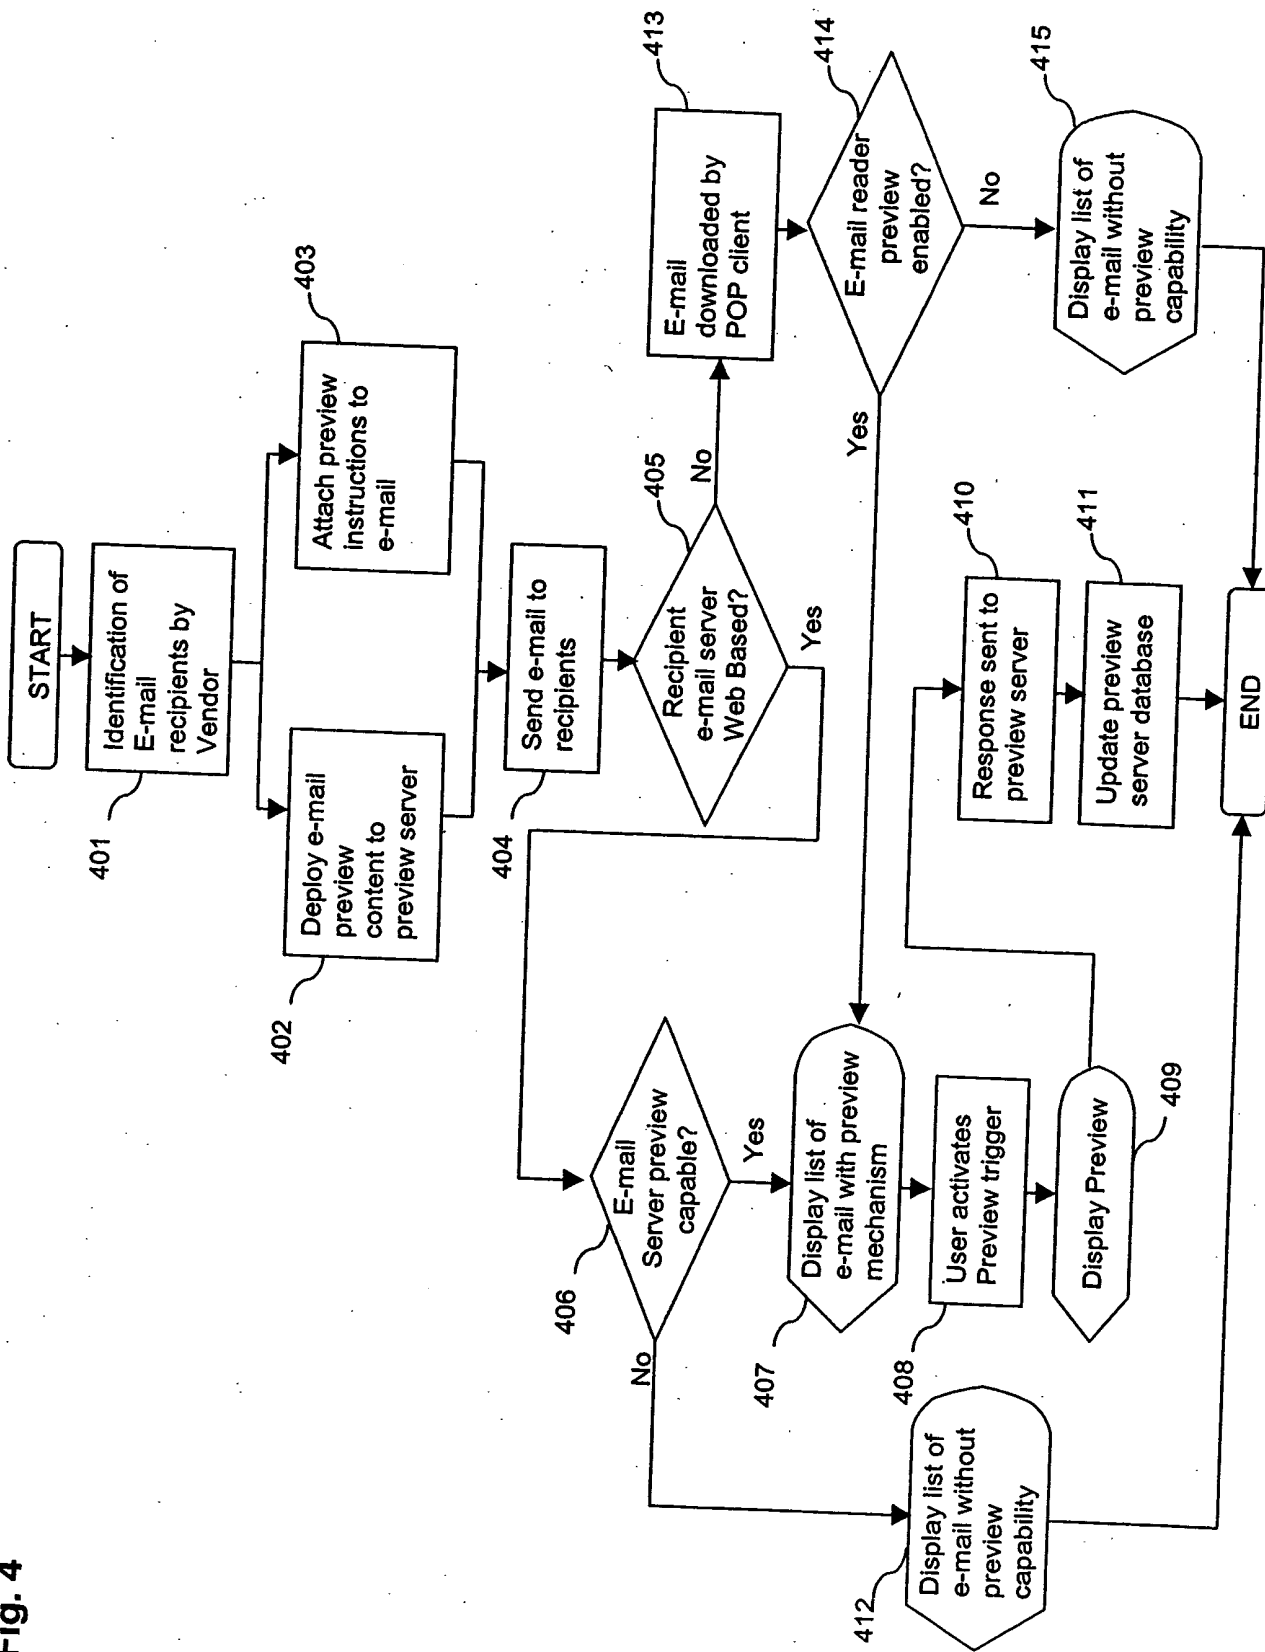 Fig. 4
START
Identification of
E-mail
recipients by
Vendor
401
Deploy e-mail
preview
content to
preview server
402
Attach preview
instructions to
e-mail
403
Send e-mail to
recipients
404
Recipient
e-mail server
Web Based?
405
No
Yes
E-mail
downloaded by
POP client
413
E-mail reader
preview
enabled?
414
Yes
No
Display list of
e-mail without
preview
capability
415
E-mail
Server preview
capable?
406
No
Yes
Display list of
e-mail with preview
mechanism
407
User activates
Preview trigger
408
Display Preview
409
Response sent to
preview server
410
Update preview
server database
411
Display list of
e-mail without
preview
capability
412
END